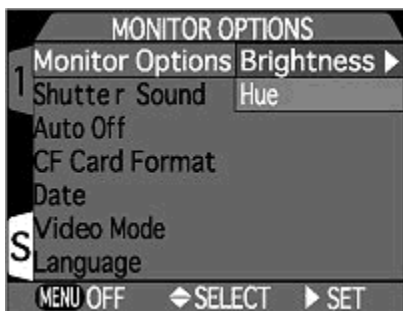 MONITOR OPTIONS
1
Monitor Options Brightness ▶
Shutter Sound Hue
Auto Off
CF Card Format
Date
Video Mode
S
Language
MENU OFF SELECT ▶ SET